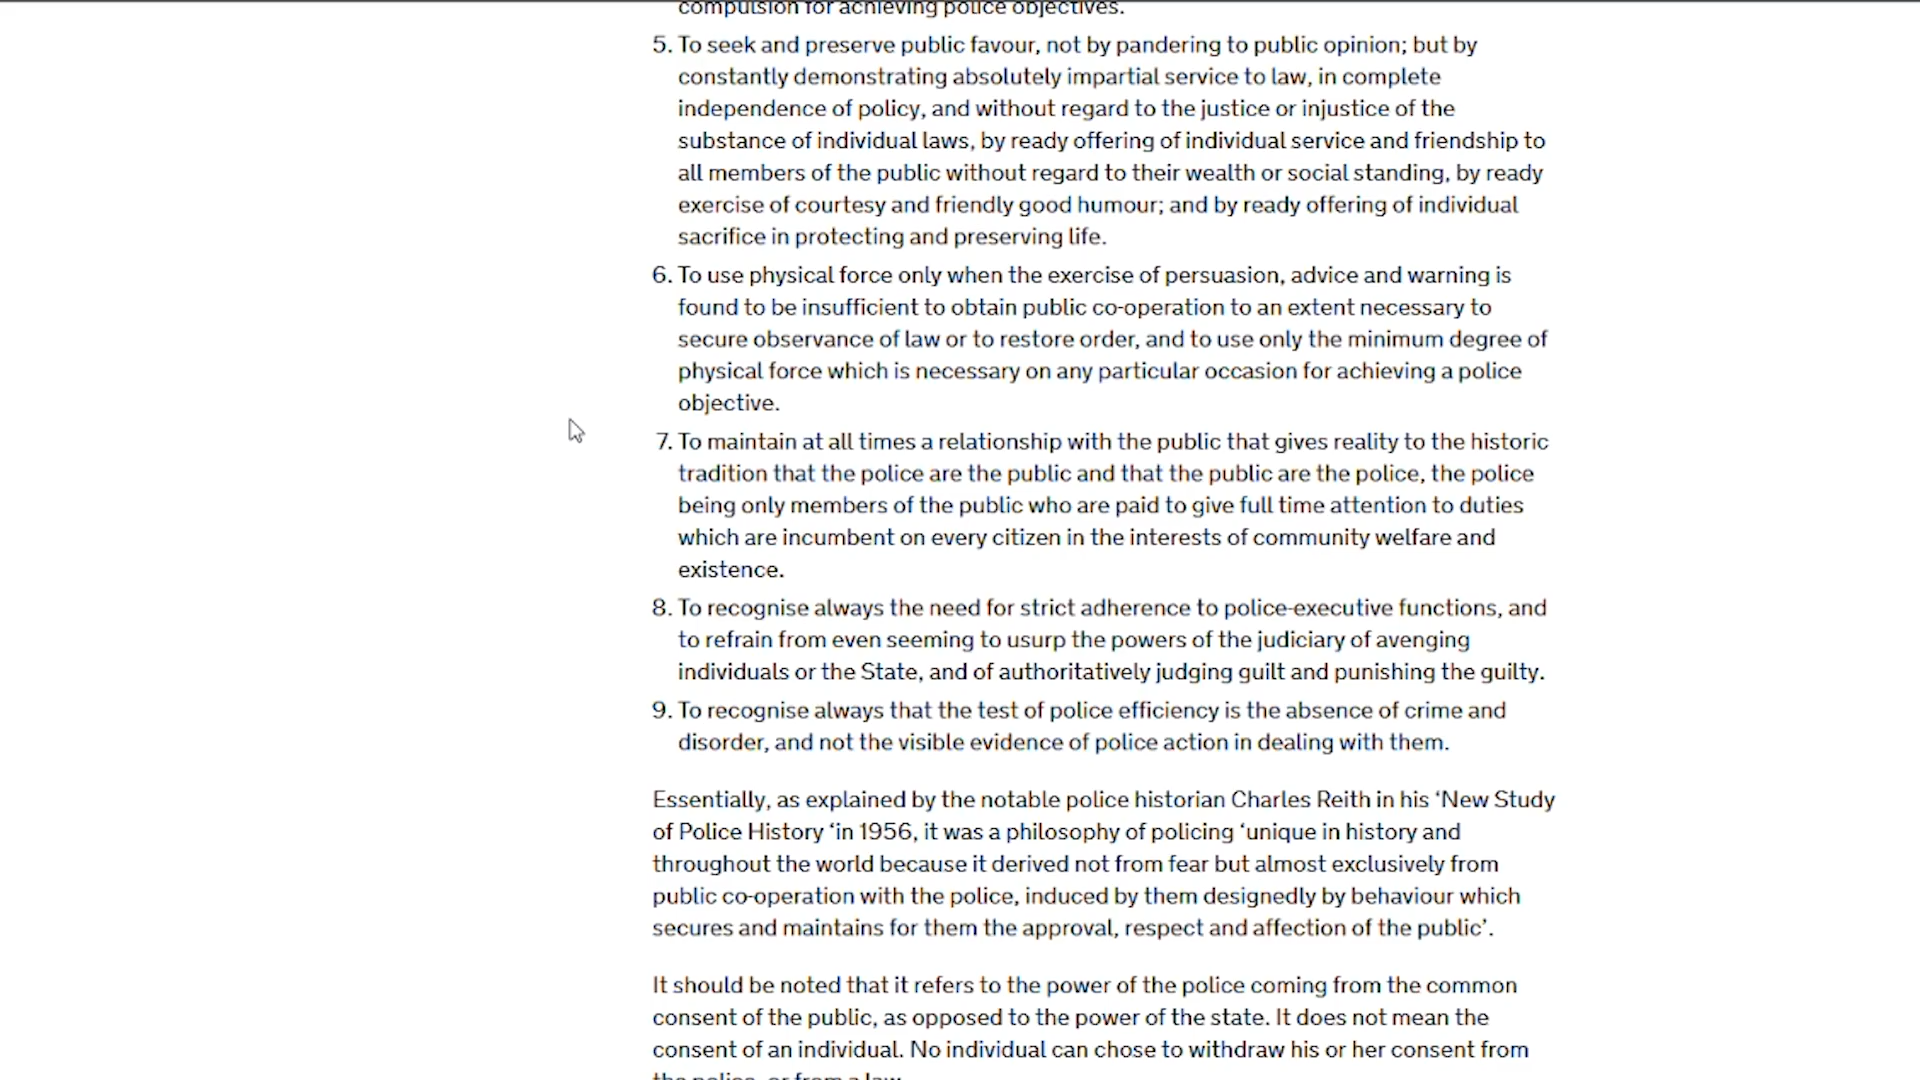 compulsion for achieving police objectives.
5. To seek and preserve public favour, not by pandering to public opinion; but by
constantly demonstrating absolutely impartial service to law, in complete
independence of policy, and without regard to the justice or injustice of the
substance of individual laws, by ready offering of individual service and friendship to
all members of the public without regard to their wealth or social standing, by ready
exercise of courtesy and friendly good humour; and by ready offering of individual
sacrifice in protecting and preserving life.
6. To use physical force only when the exercise of persuasion, advice and warning is
found to be insufficient to obtain public co-operation to an extent necessary to
secure observance of law or to restore order, and to use only the minimum degree of
physical force which is necessary on any particular occasion for achieving a police
objective.
7. To maintain at all times a relationship with the public that gives reality to the historic
tradition that the police are the public and that the public are the police, the police
being only members of the public who are paid to give full time attention to duties
which are incumbent on every citizen in the interests of community welfare and
existence.
8. To recognise always the need for strict adherence to police-executive functions, and
to refrain from even seeming to usurp the powers of the judiciary of avenging
individuals or the State, and of authoritatively judging guilt and punishing the guilty.
9. To recognise always that the test of police efficiency is the absence of crime and
disorder, and not the visible evidence of police action in dealing with them.
Essentially, as explained by the notable police historian Charles Reith in his ‘New Study
of Police History ‘in 1956, it was a philosophy of policing ‘unique in history and
throughout the world because it derived not from fear but almost exclusively from
public co-operation with the police, induced by them designedly by behaviour which
secures and maintains for them the approval, respect and affection of the public’.
It should be noted that it refers to the power of the police coming from the common
consent of the public, as opposed to the power of the state. It does not mean the
consent of an individual. No individual can chose to withdraw his or her consent from
the police, or from a law.